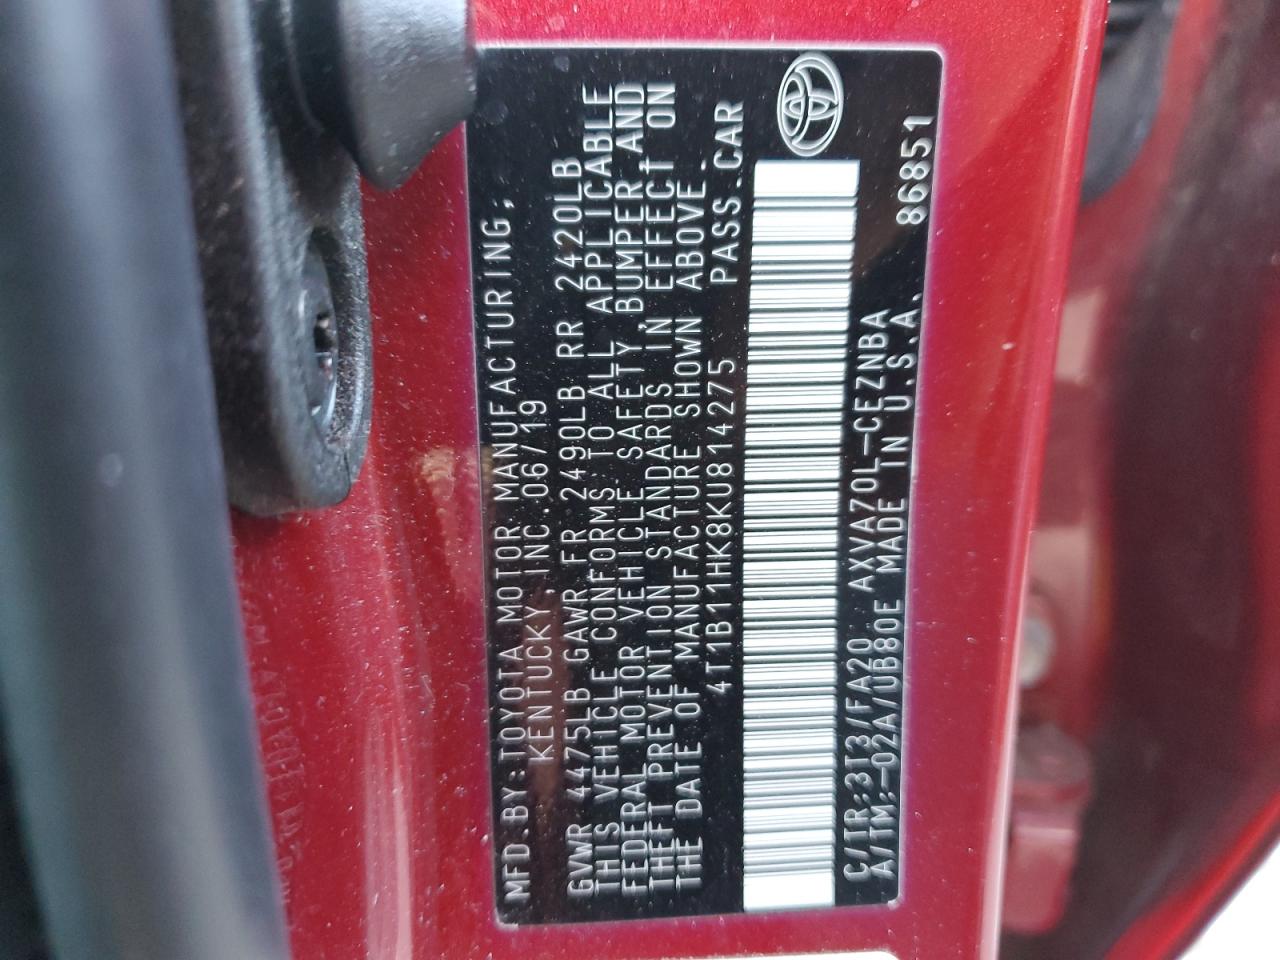 MFD.BY:TOYOTA MOTOR MANUFACTURING,
KENTUCKY,INC.06/19
GVWR 4475LB GAWR FR 2490LB RR 2420LB
THIS VEHICLE CONFORMS TO ALL APPLICABLE
FEDERAL MOTOR VEHICLE SAFETY,BUMPER,AND
THEFT PREVENTION STANDARDS IN EFFECT ON
THE DATE OF MANUFACTURE SHOWN ABOVE.
4T1B11HK8KU814275 PASS.CAR
C/TR:3T3/FA20 AXVA70L-CEZNBA
A/TM:-02A/UB80E MADE IN U.S.A. 86851